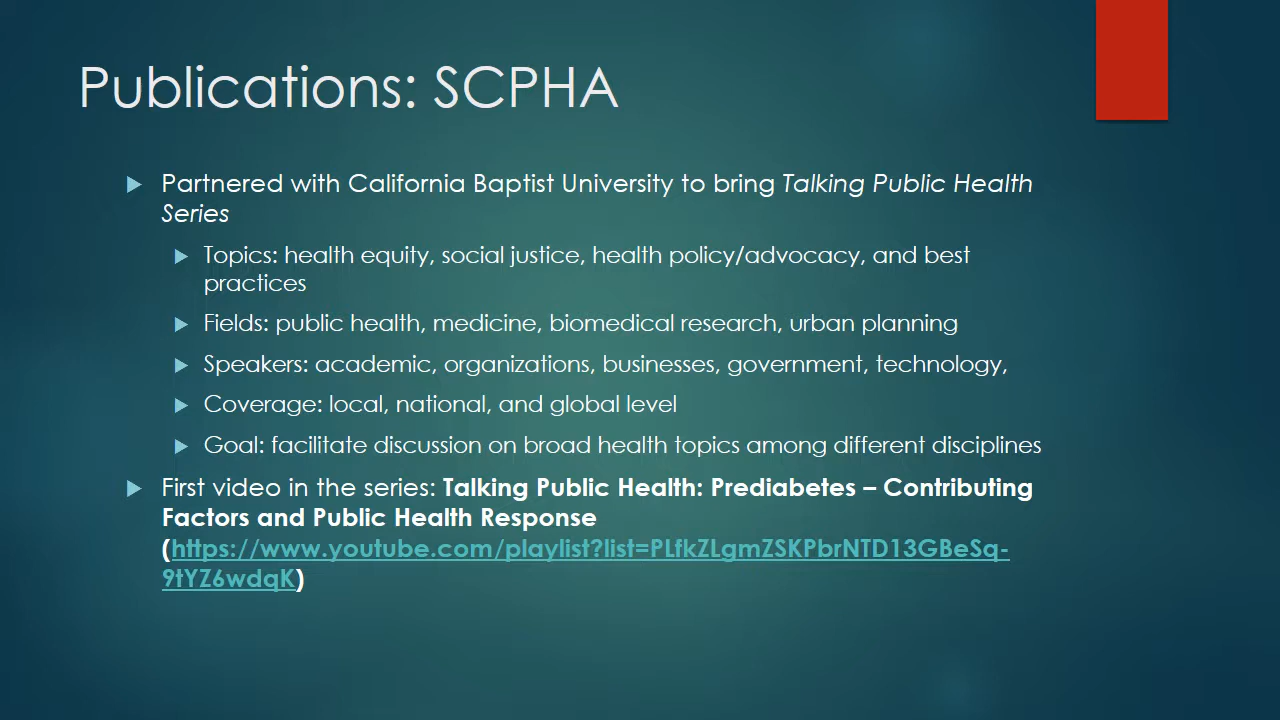 Publications: SCPHA
Partnered with California Baptist University to bring Talking Public Health
Series
Topics: health equity, social justice, health policy/advocacy, and best
practices
Fields: public health, medicine, biomedical research, urban planning
Speakers: academic, organizations, businesses, government, technology,
Coverage: local, national, and global level
Goal: facilitate discussion on broad health topics among different disciplines
First video in the series: Talking Public Health: Prediabetes – Contributing
Factors and Public Health Response
(https://www.youtube.com/playlist?list=PLfkZLgmZSKPbrNTD13GBeSq-
9tYZ6wdqK)